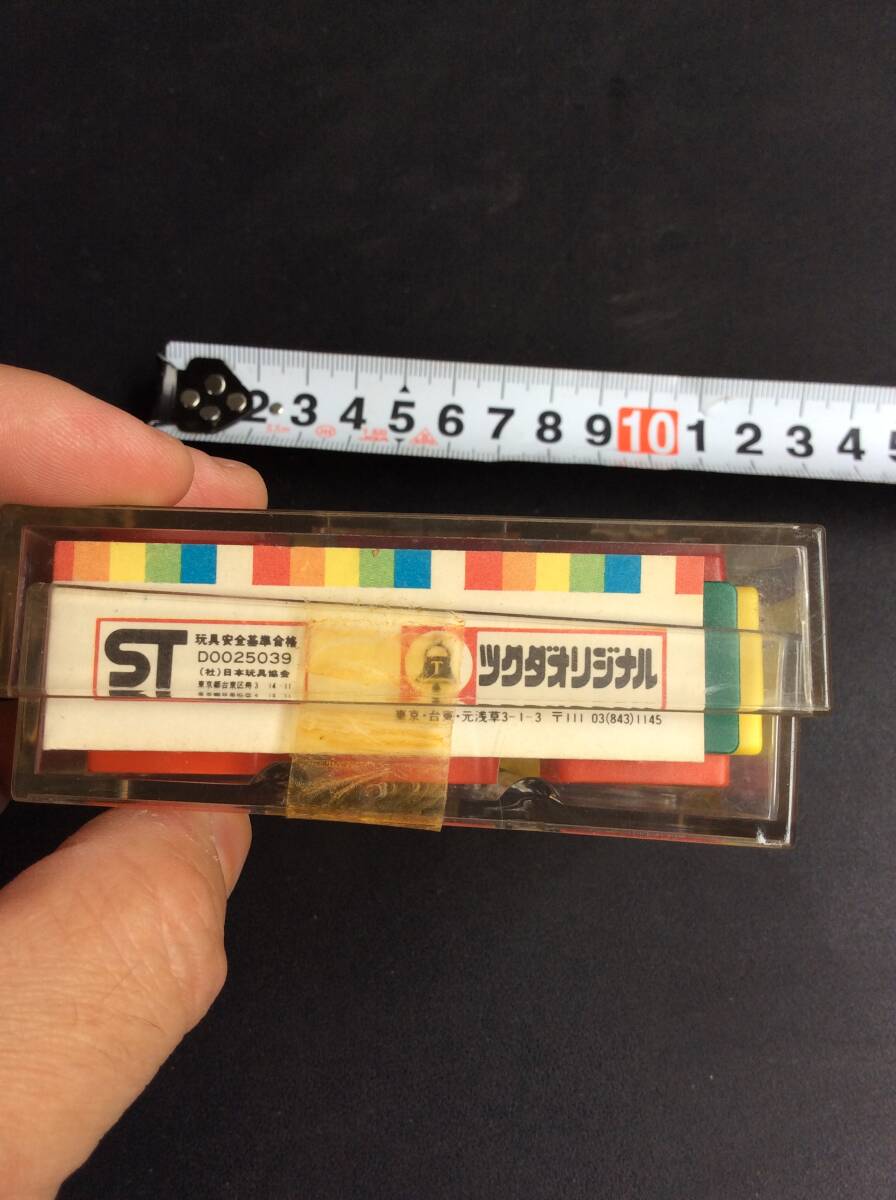 2 3 4 5 6 7 8 9 10 1 2 3 4 5
ST
玩具安全基準合格
D0025039
(社)日本玩具協会
T
ツクダオリジナル
東京・台東・元浅草3-1-3 〒111 03(843)1145